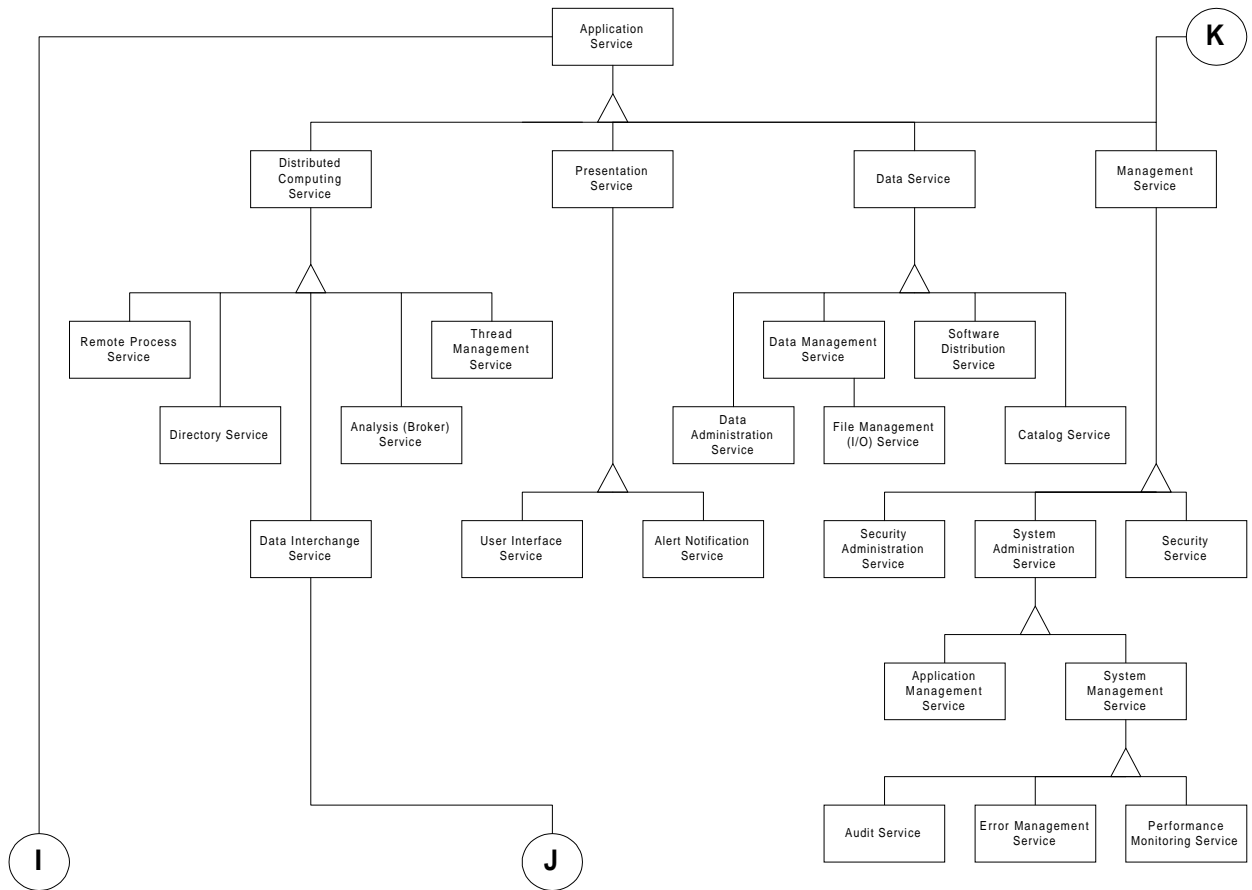 Application
Service
K
Distributed
Computing
Service
Presentation
Service
Data Service
Management
Service
Remote Process
Service
Thread
Management
Service
Data Management
Service
Software
Distribution
Service
Directory Service
Analysis (Broker)
Service
Data
Administration
Service
File Management
(I/O) Service
Catalog Service
Data Interchange
Service
User Interface
Service
Alert Notification
Service
Security
Administration
Service
System
Administration
Service
Security
Service
Application
Management
Service
System
Management
Service
Audit Service
Error Management
Service
Performance
Monitoring Service
I
J